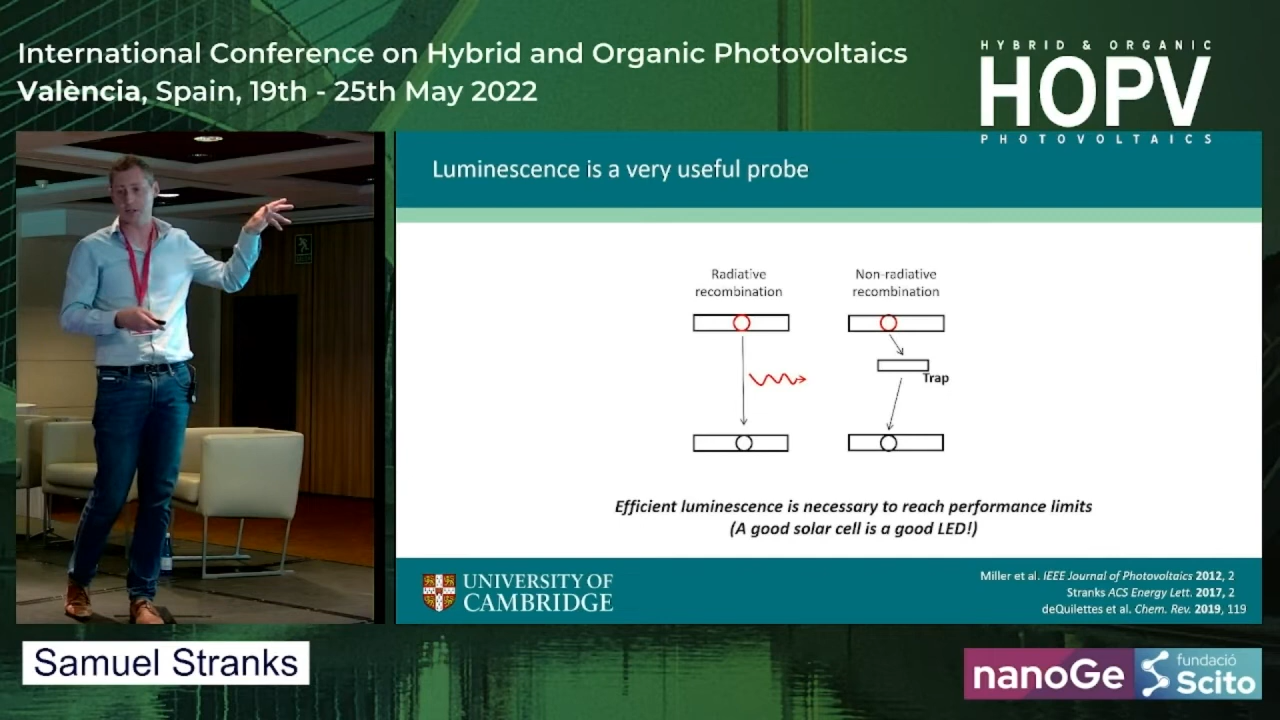 International Conference on Hybrid and Organic Photovoltaics
València, Spain, 19th - 25th May 2022
HYBRID & ORGANIC
HOPV
PHOTOVOLTAICS
Luminescence is a very useful probe
Radiative
recombination
Non-radiative
recombination
Trap
Efficient luminescence is necessary to reach performance limits
(A good solar cell is a good LED!)
UNIVERSITY OF
CAMBRIDGE
Miller et al. IEEE Journal of Photovoltaics 2012, 2
Stranks ACS Energy Lett. 2017, 2
deQuilettes et al. Chem. Rev. 2019, 119
Samuel Stranks
nanoGe
fundació
Scito